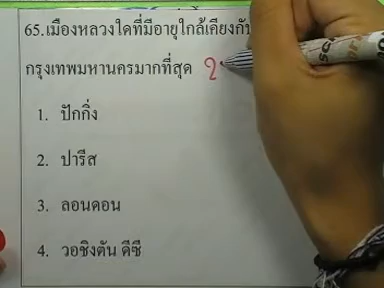 65.เมืองหลวงใดที่มีอายุใกล้เคียงกับ
กรุงเทพมหานครมากที่สุด
1. ปักกิ่ง
2. ปารีส
3. ลอนดอน
4. วอชิงตัน ดีซี